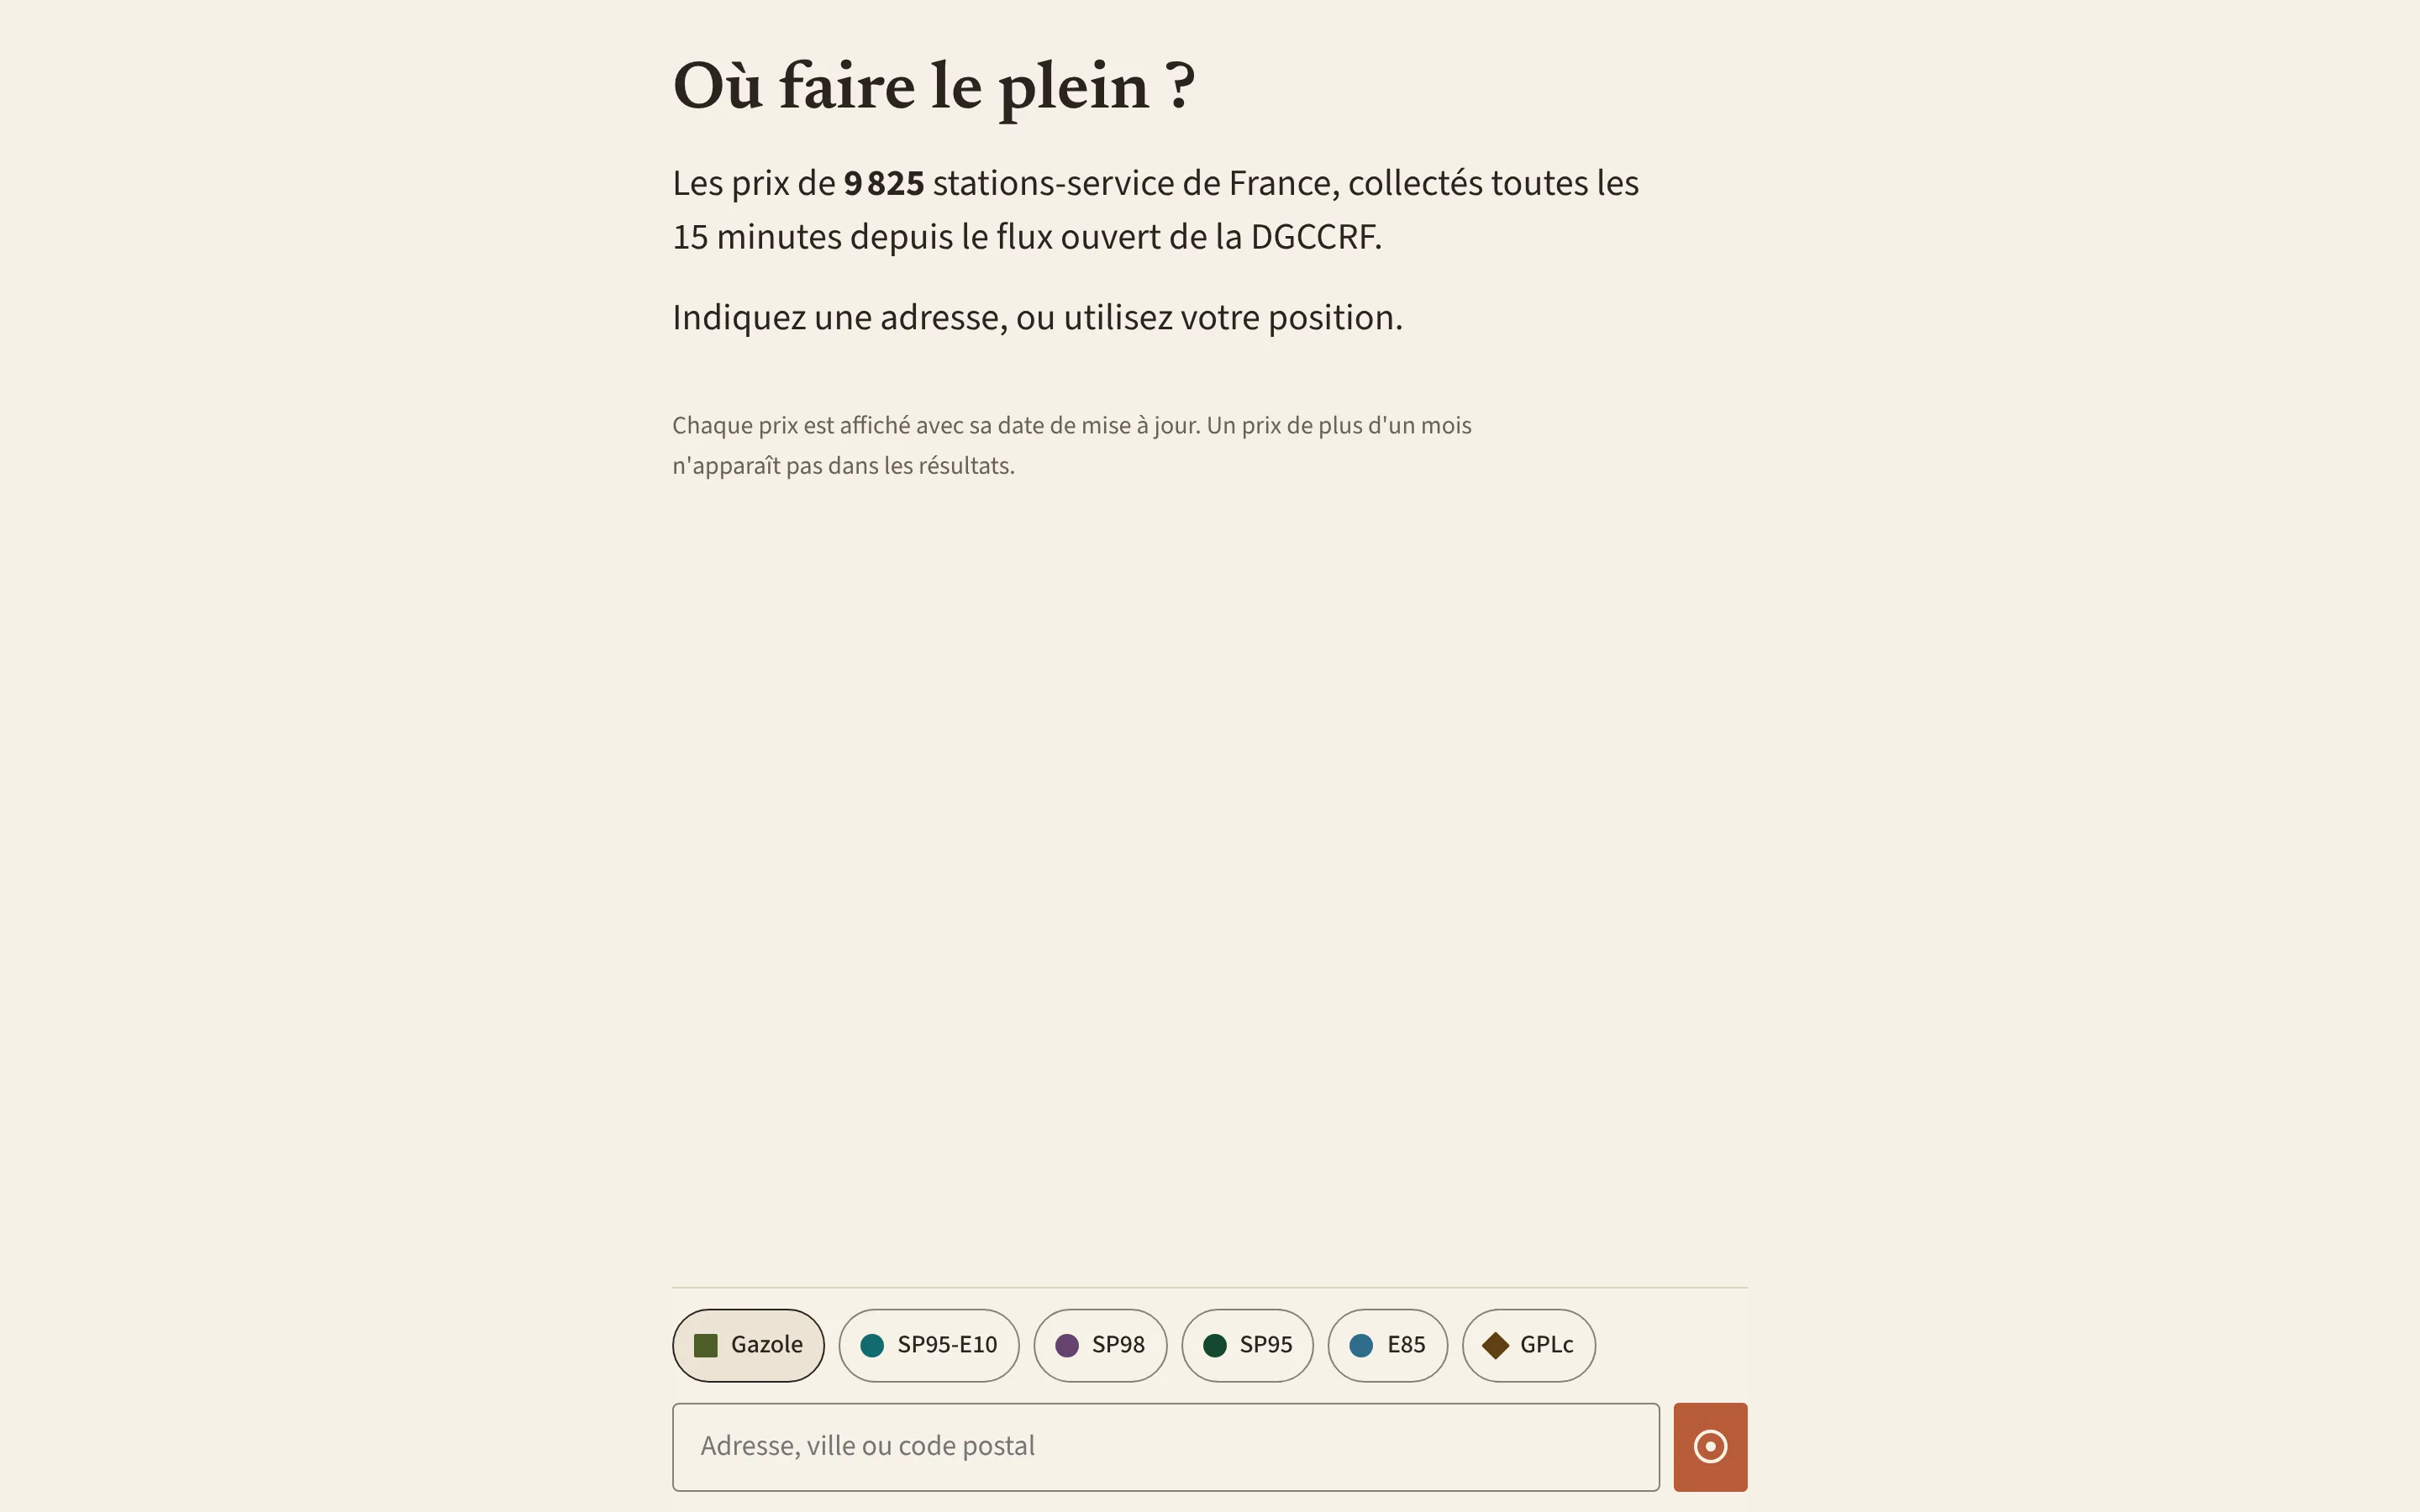 Où faire le plein ?
Les prix de 9 825 stations-service de France, collectés toutes les
15 minutes depuis le flux ouvert de la DGCCRF.
Indiquez une adresse, ou utilisez votre position.
Chaque prix est affiché avec sa date de mise à jour. Un prix de plus d'un mois
n'apparaît pas dans les résultats.
Gazole SP95-E10 SP98 SP95 E85 GPLc
Adresse, ville ou code postal